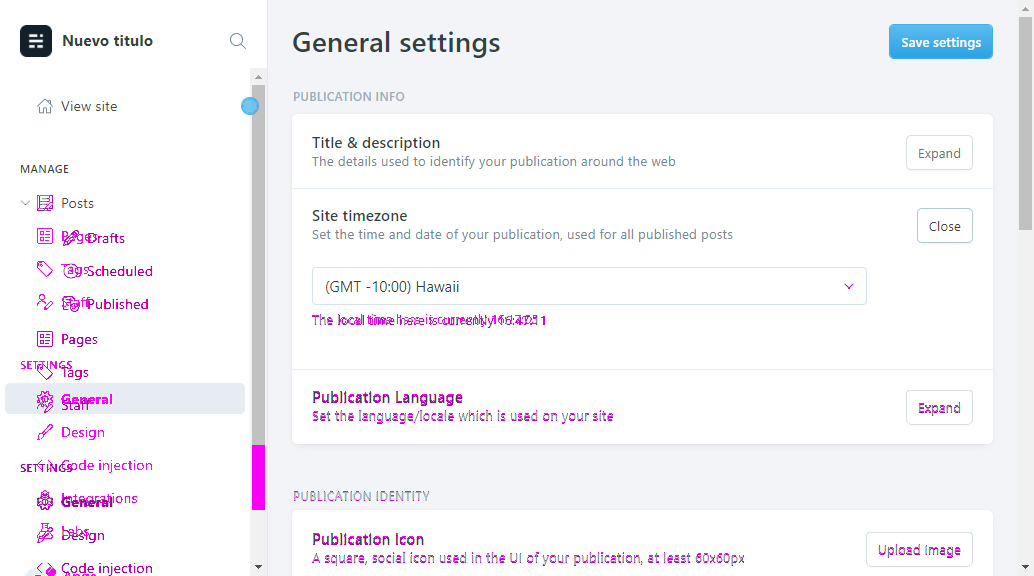 Nuevo titulo
View site
MANAGE
Posts
Drafts
Scheduled
Published
Pages
Tags
Staff
SETTINGS
General
Design
Code injection
Integrations
Labs
SETTINGS
General
Design
Code injection
General settings
Save settings
PUBLICATION INFO
Title & description
The details used to identify your publication around the web
Expand
Site timezone
Set the time and date of your publication, used for all published posts
Close
(GMT -10:00) Hawaii
The local time here is currently
Publication Language
Set the language/locale which is used on your site
Expand
PUBLICATION IDENTITY
Publication Icon
A square, social icon used in the UI of your publication, at least 60x60px
Upload Image